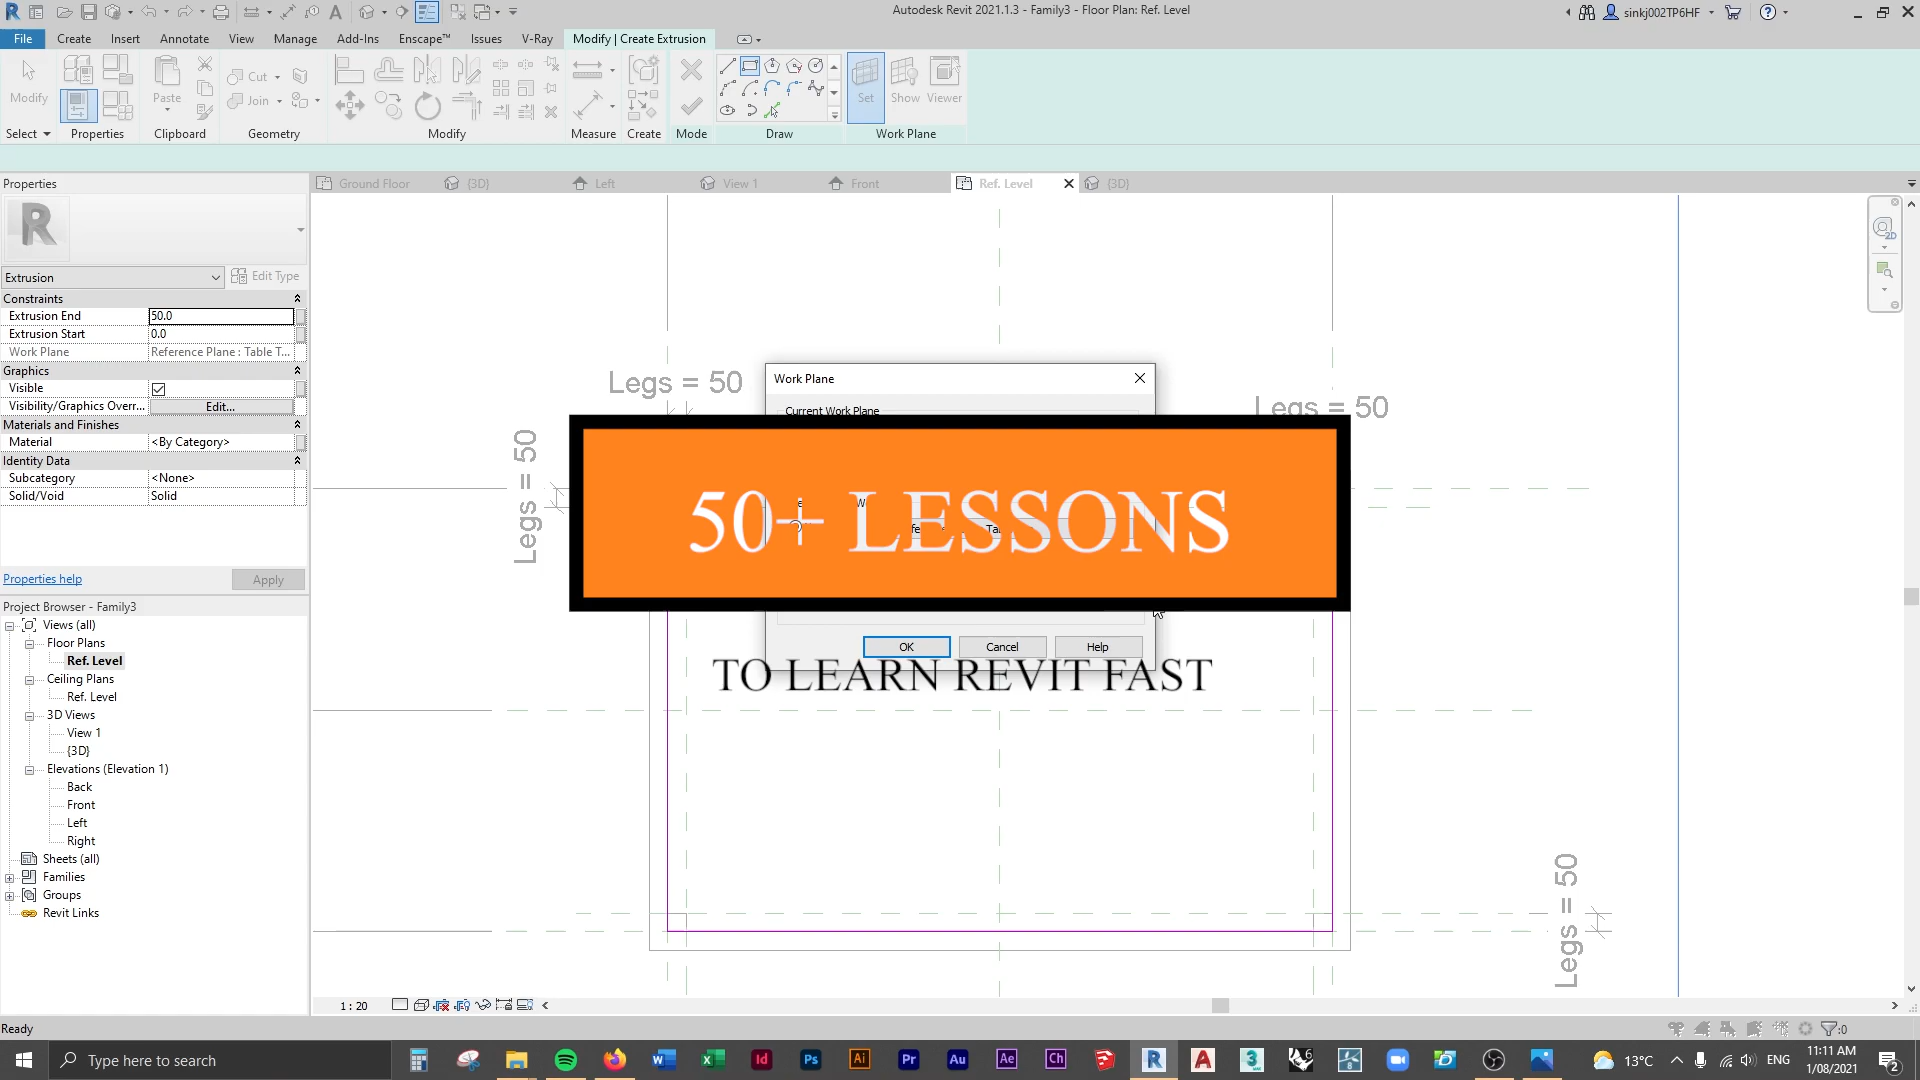 Autodesk Revit 2021.1.3 - Family3 - Floor Plan: Ref. Level
sinkj002TP6HF
File Create Insert Annotate View Manage Add-Ins Enscape™ Issues V-Ray Modify | Create Extrusion
Modify
Paste
Cut
Join
Set Show Viewer
Select Properties Clipboard Geometry Modify Measure Create Mode Draw Work Plane
Properties
Ground Floor {3D} Left View 1 Front Ref. Level {3D}
R
Extrusion
Edit Type
Constraints
Extrusion End 50.0
Extrusion Start 0.0
Work Plane Reference Plane : Table T...
Graphics
Visible
Visibility/Graphics Overr... Edit...
Materials and Finishes
Material <By Category>
Identity Data
Subcategory <None>
Solid/Void Solid
Properties help
Apply
Project Browser - Family3
Views (all)
Floor Plans
Ref. Level
Ceiling Plans
Ref. Level
3D Views
View 1
{3D}
Elevations (Elevation 1)
Back
Front
Left
Right
Sheets (all)
Families
Groups
Revit Links
Legs = 50
Legs = 50
Legs = 50
Work Plane
Current Work Plane
50+ LESSONS
OK Cancel Help
TO LEARN REVIT FAST
Legs = 50
1 : 20
Ready
:0
Type here to search
13°C
ENG
11:11 AM
1/08/2021
2